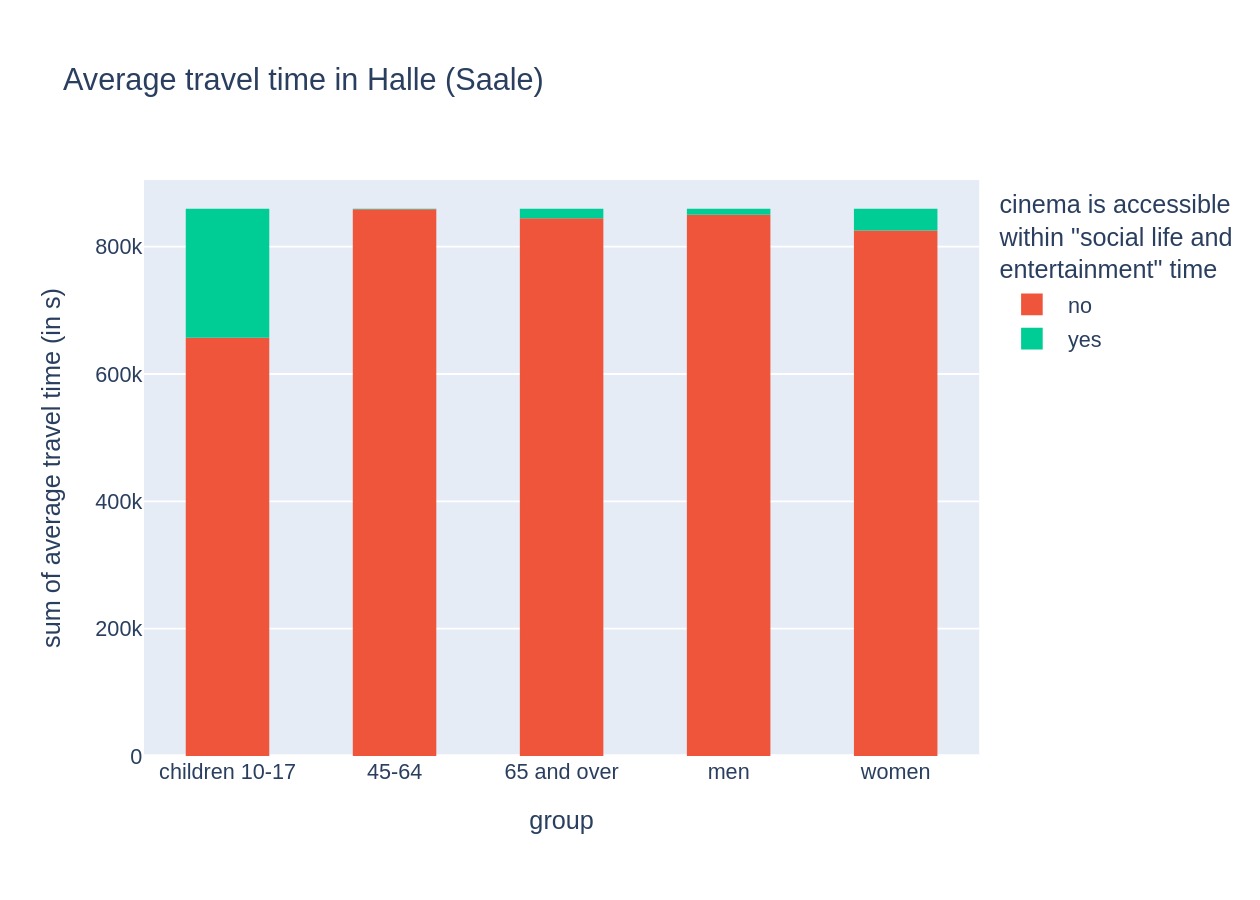 Average travel time in Halle (Saale)
cinema is accessible
within "social life and
entertainment" time
no
yes
sum of average travel time (in s)
800k
600k
400k
200k
0
children 10-17
45-64
65 and over
men
women
group